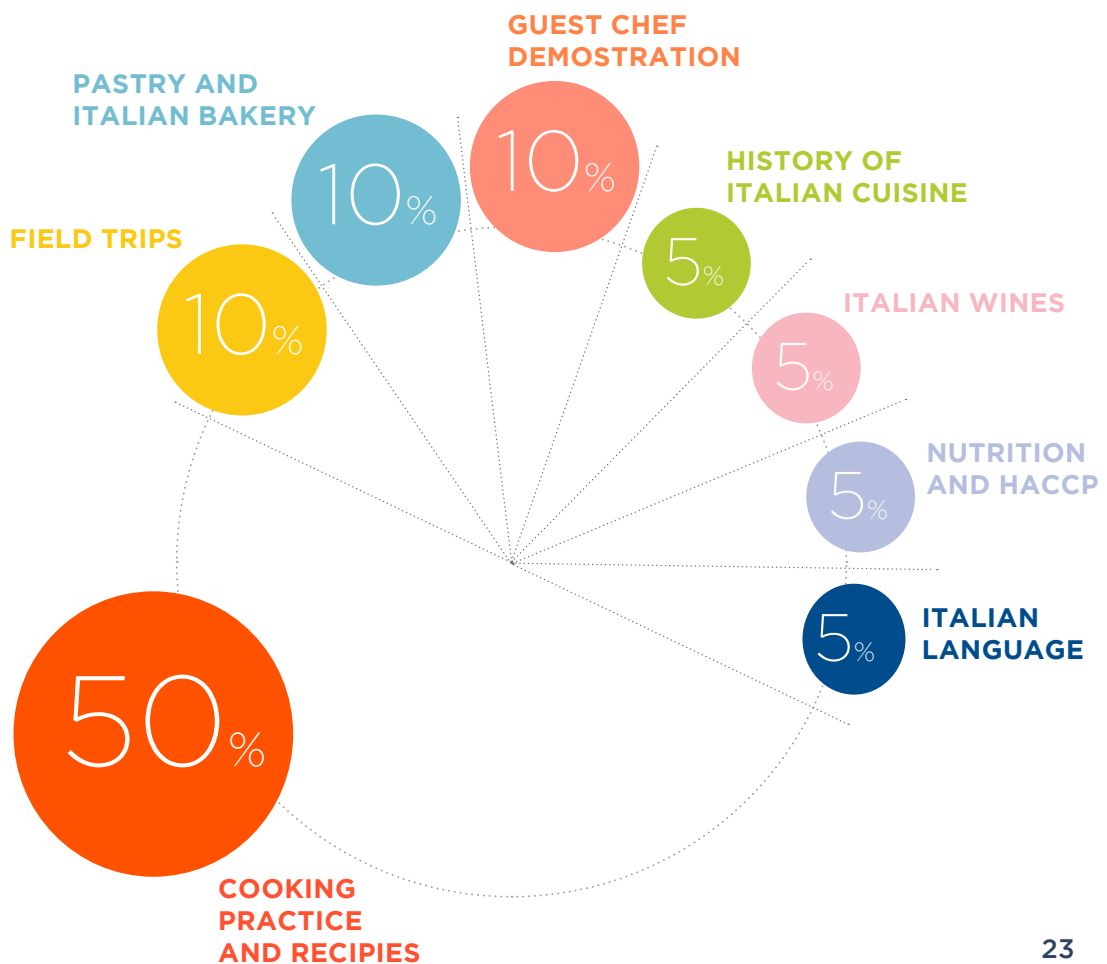 GUEST CHEF
DEMOSTRATION
10%
PASTRY AND
ITALIAN BAKERY
10%
HISTORY OF
ITALIAN CUISINE
5%
FIELD TRIPS
10%
ITALIAN WINES
5%
NUTRITION
AND HACCP
5%
ITALIAN
LANGUAGE
5%
50%
COOKING
PRACTICE
AND RECIPIES
23